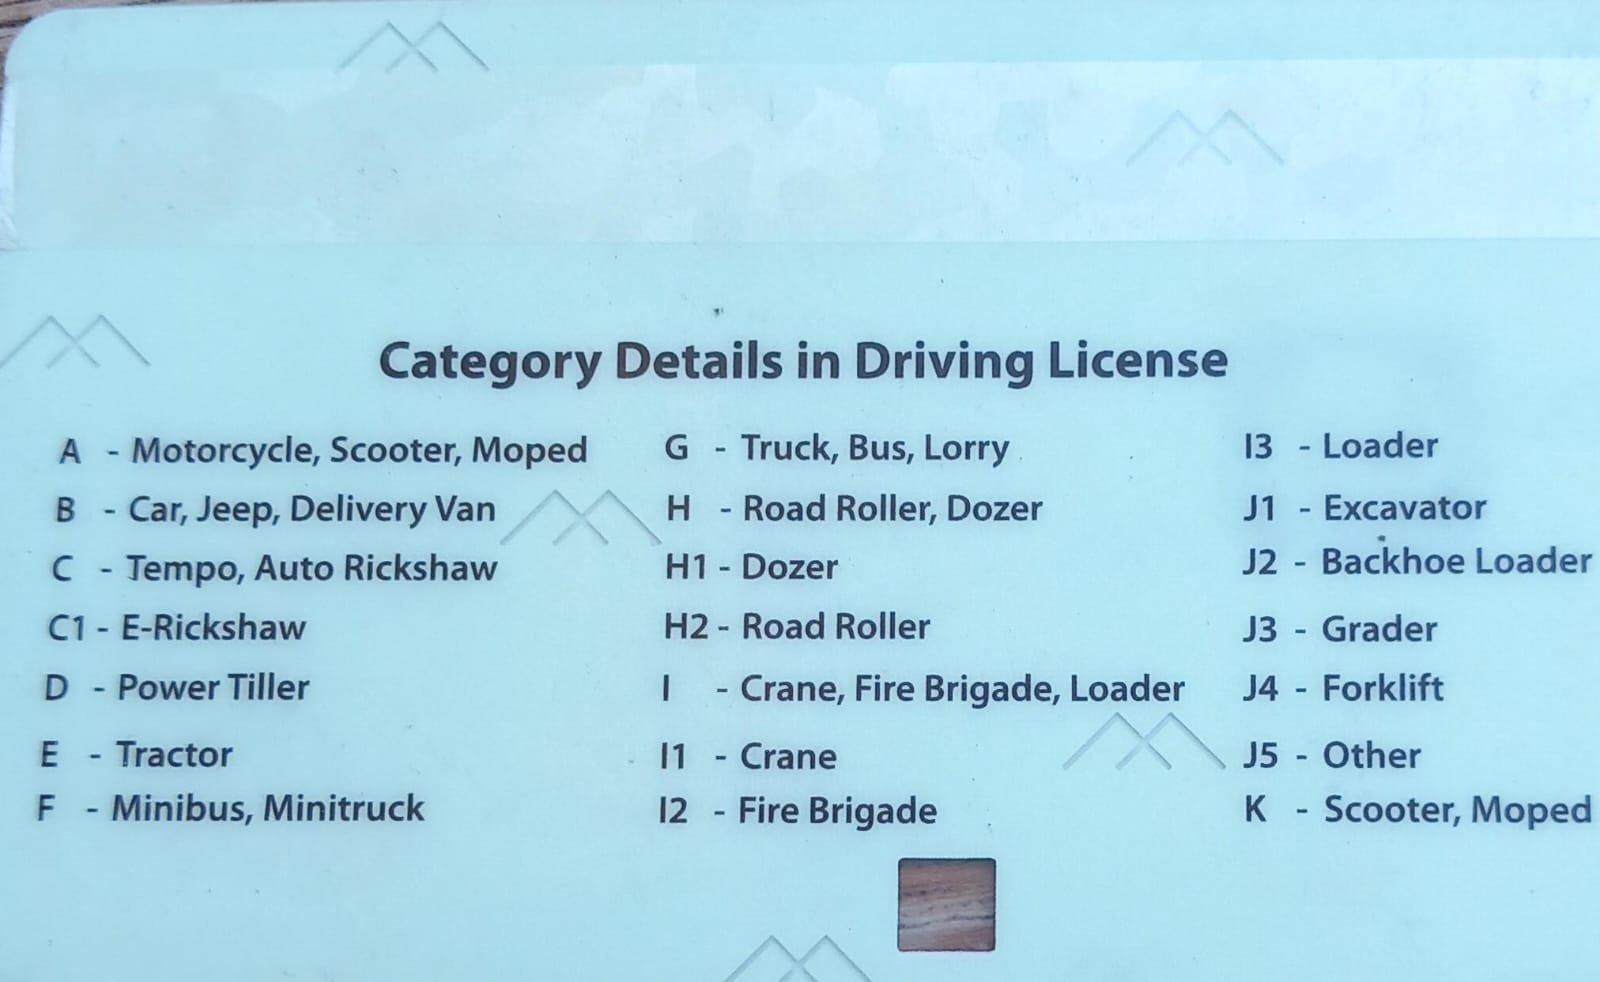 Category Details in Driving License
A - Motorcycle, Scooter, Moped
B - Car, Jeep, Delivery Van
C - Tempo, Auto Rickshaw
C1 - E-Rickshaw
D - Power Tiller
E - Tractor
F - Minibus, Minitruck
G - Truck, Bus, Lorry
H - Road Roller, Dozer
H1 - Dozer
H2 - Road Roller
I - Crane, Fire Brigade, Loader
I1 - Crane
I2 - Fire Brigade
I3 - Loader
J1 - Excavator
J2 - Backhoe Loader
J3 - Grader
J4 - Forklift
J5 - Other
K - Scooter, Moped